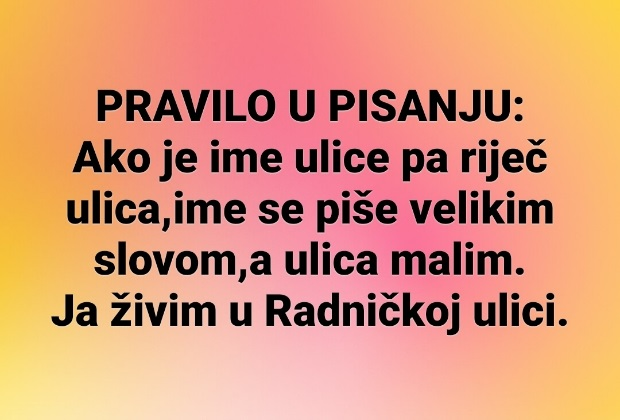 PRAVILO U PISANJU:
Ako je ime ulice pa riječ
ulica,ime se piše velikim
slovom,a ulica malim.
Ja živim u Radničkoj ulici.